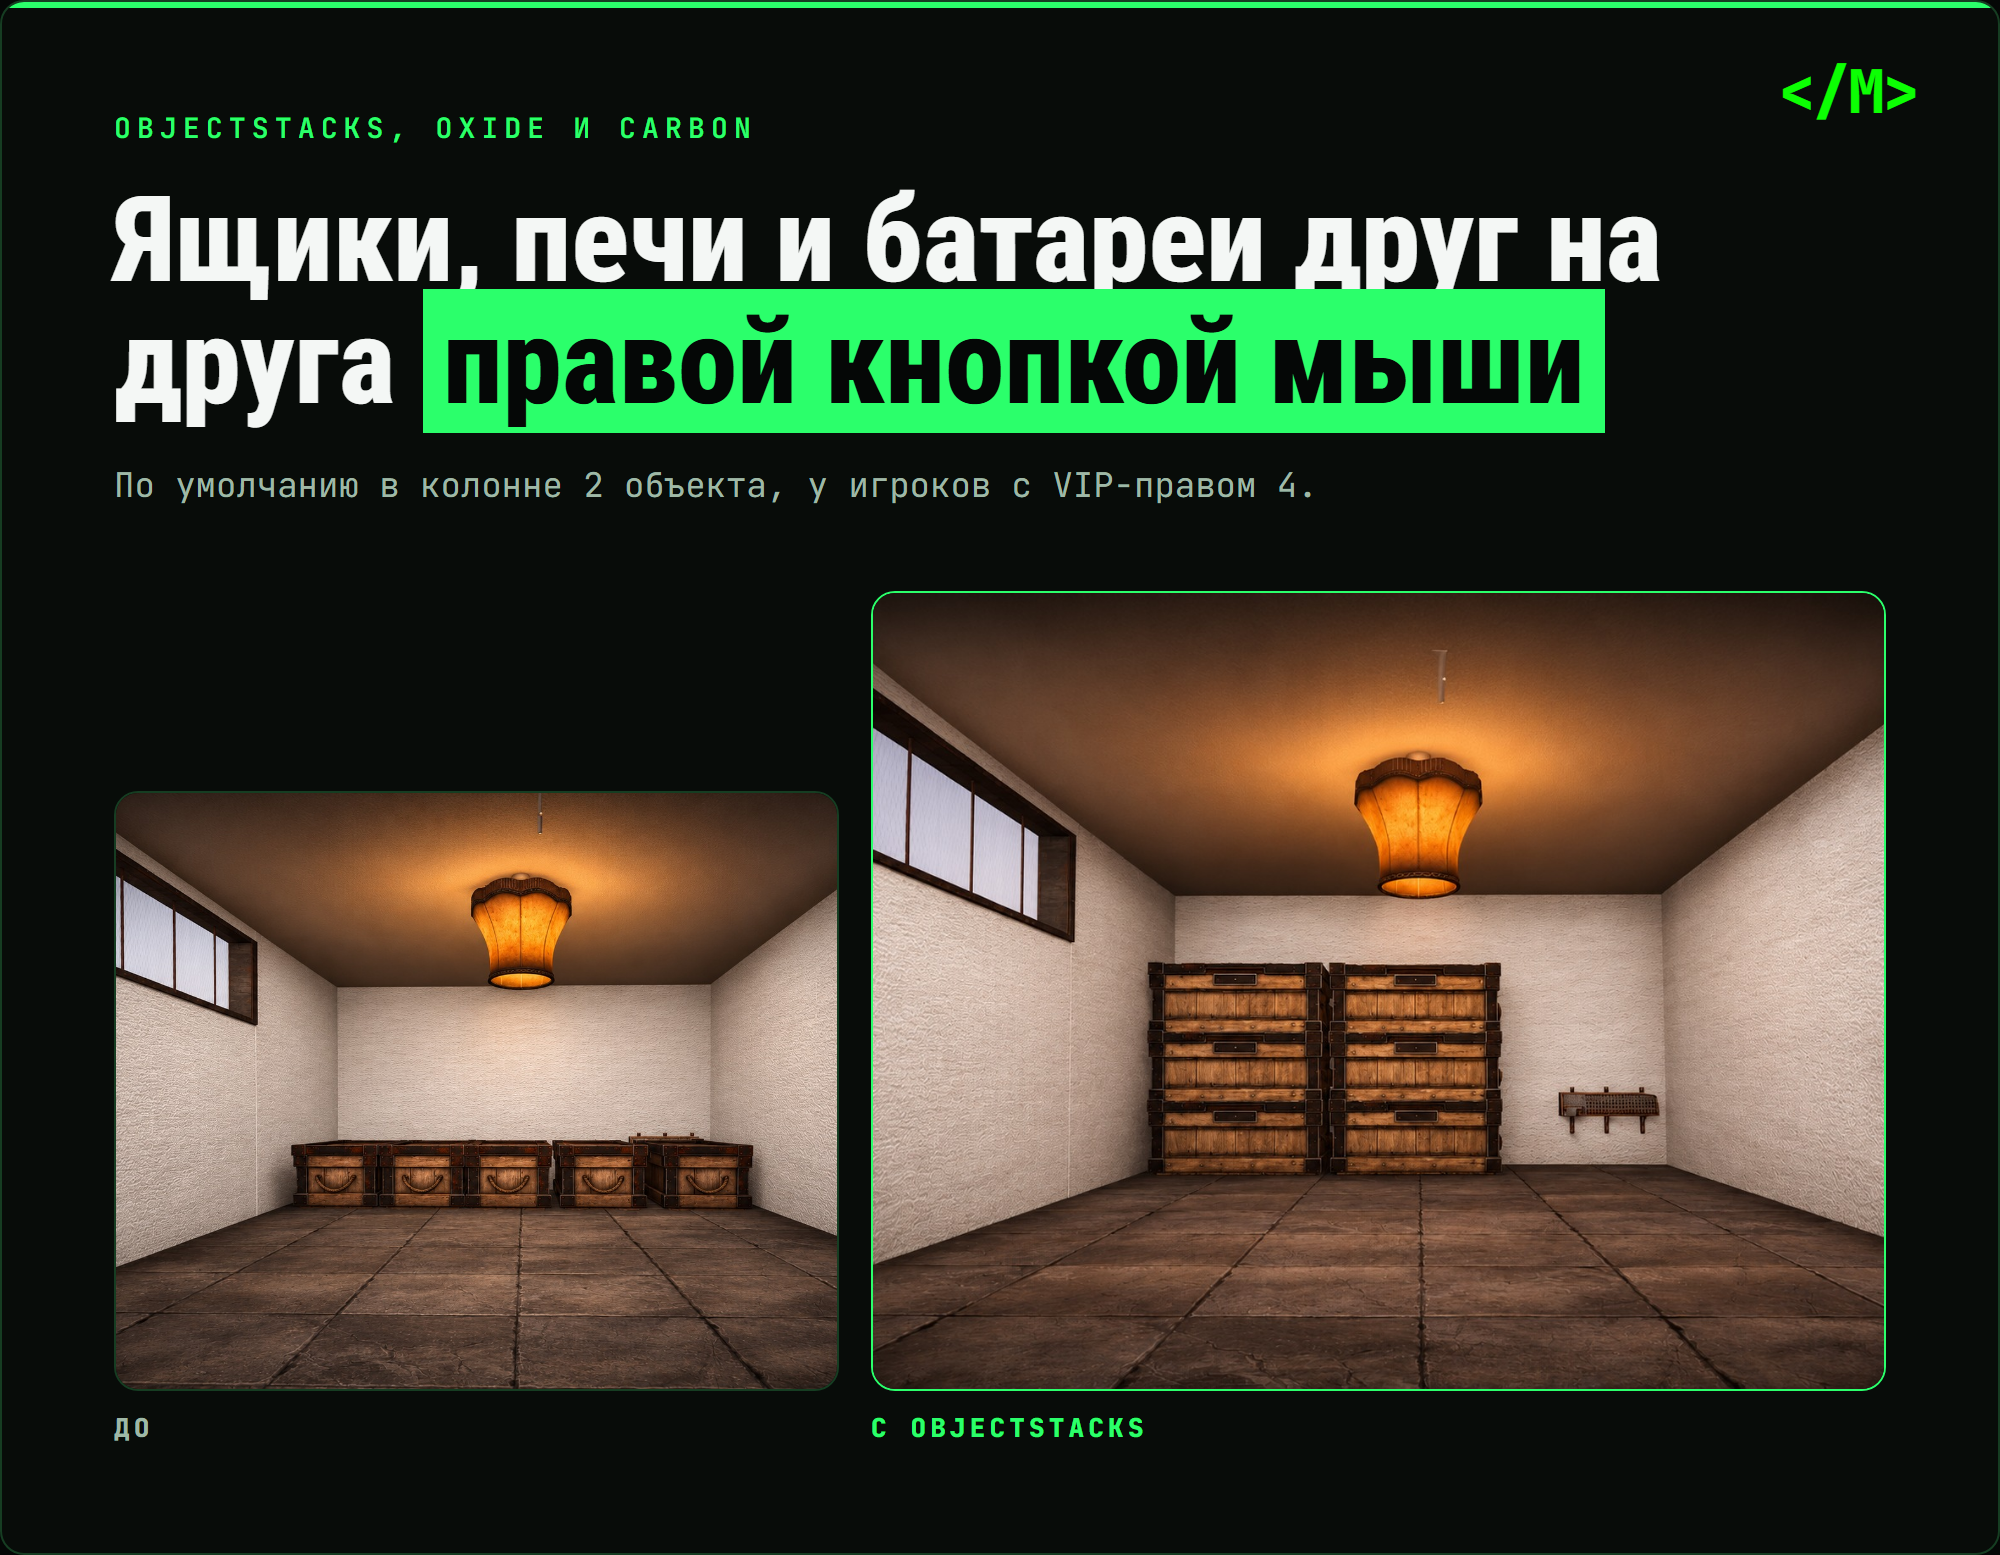 </M>
OBJECTSTACKS, OXIDE И CARBON
Ящики, печи и батареи друг на
друга правой кнопкой мыши
По умолчанию в колонне 2 объекта, у игроков с VIP-правом 4.
ДО
С OBJECTSTACKS